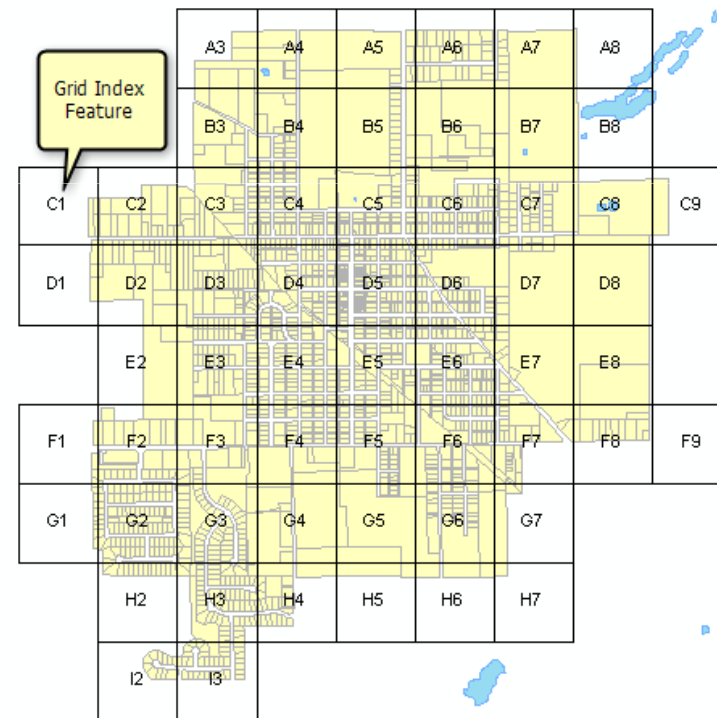 A3 A4 A5 A6 A7 A8
Grid Index
Feature
B3 B4 B5 B6 B7 B8
C1 C2 C3 C4 C5 C6 C7 C8 C9
D1 D2 D3 D4 D5 D6 D7 D8
E2 E3 E4 E5 E6 E7 E8
F1 F2 F3 F4 F5 F6 F7 F8 F9
G1 G2 G3 G4 G5 G6 G7
H2 H3 H4 H5 H6 H7
I2 I3